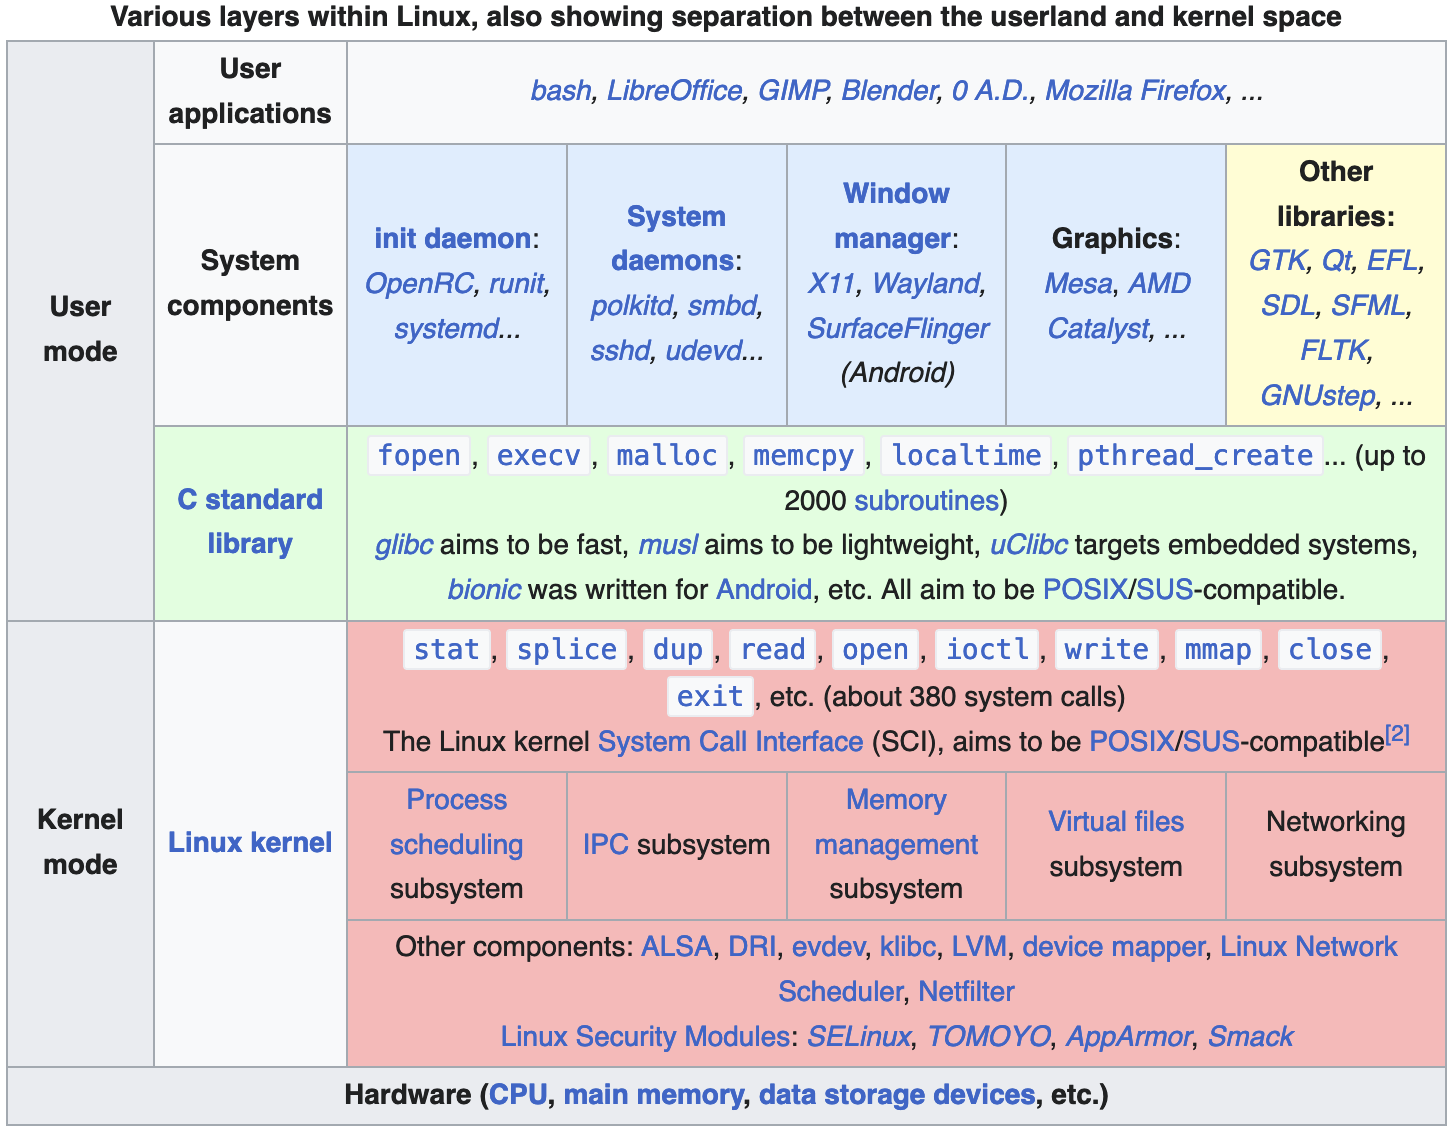 Various layers within Linux, also showing separation between the userland and kernel space
User
mode
User
applications
bash, LibreOffice, GIMP, Blender, 0 A.D., Mozilla Firefox, ...
System
components
init daemon:
OpenRC, runit,
systemd...
System
daemons:
polkitd, smbd,
sshd, udevd...
Window
manager:
X11, Wayland,
SurfaceFlinger
(Android)
Graphics:
Mesa, AMD
Catalyst, ...
Other
libraries:
GTK, Qt, EFL,
SDL, SFML,
FLTK,
GNUstep, ...
C standard
library
fopen, execv, malloc, memcpy, localtime, pthread_create... (up to
2000 subroutines)
glibc aims to be fast, musl aims to be lightweight, uClibc targets embedded systems,
bionic was written for Android, etc. All aim to be POSIX/SUS-compatible.
Kernel
mode
Linux kernel
stat, splice, dup, read, open, ioctl, write, mmap, close,
exit, etc. (about 380 system calls)
The Linux kernel System Call Interface (SCI), aims to be POSIX/SUS-compatible[2]
Process
scheduling
subsystem
IPC subsystem
Memory
management
subsystem
Virtual files
subsystem
Networking
subsystem
Other components: ALSA, DRI, evdev, klibc, LVM, device mapper, Linux Network
Scheduler, Netfilter
Linux Security Modules: SELinux, TOMOYO, AppArmor, Smack
Hardware (CPU, main memory, data storage devices, etc.)